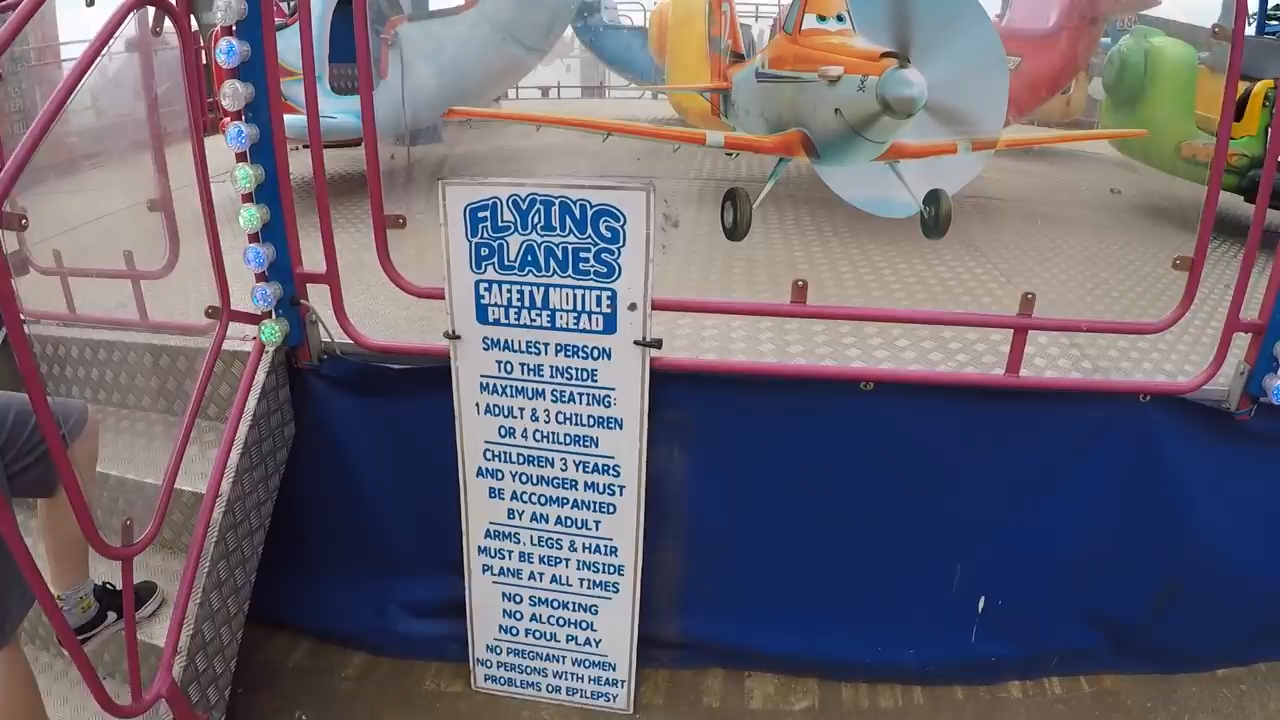 FLYING
PLANES
SAFETY NOTICE
PLEASE READ
SMALLEST PERSON
TO THE INSIDE
MAXIMUM SEATING:
1 ADULT & 3 CHILDREN
OR 4 CHILDREN
CHILDREN 3 YEARS
AND YOUNGER MUST
BE ACCOMPANIED
BY AN ADULT
ARMS, LEGS & HAIR
MUST BE KEPT INSIDE
PLANE AT ALL TIMES
NO SMOKING
NO ALCOHOL
NO FOUL PLAY
NO PREGNANT WOMEN
NO PERSONS WITH HEART
PROBLEMS OR EPILEPSY